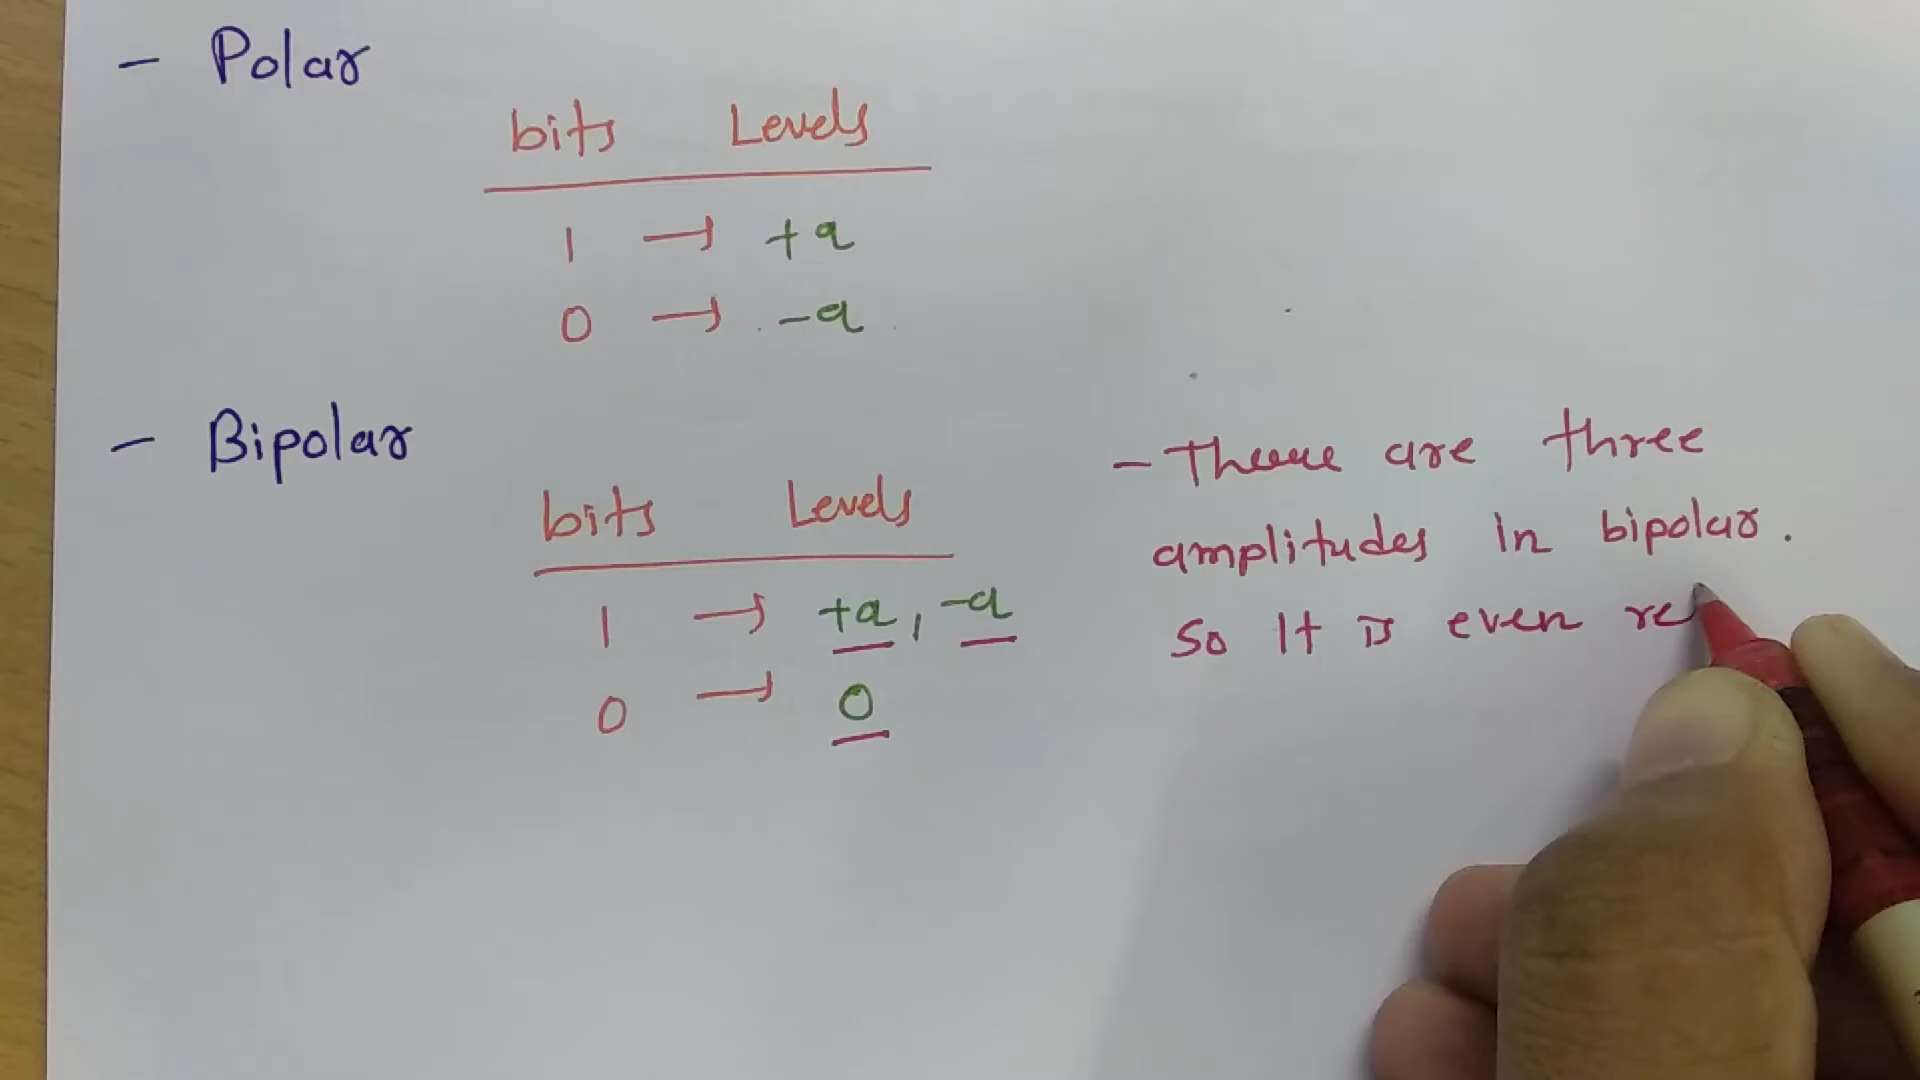 - Polar
bits Levels
1 → +a
0 → -a
- Bipolar
bits Levels
1 → +a, -a
0 → 0
- There are three
amplitudes in bipolar.
So It is even re